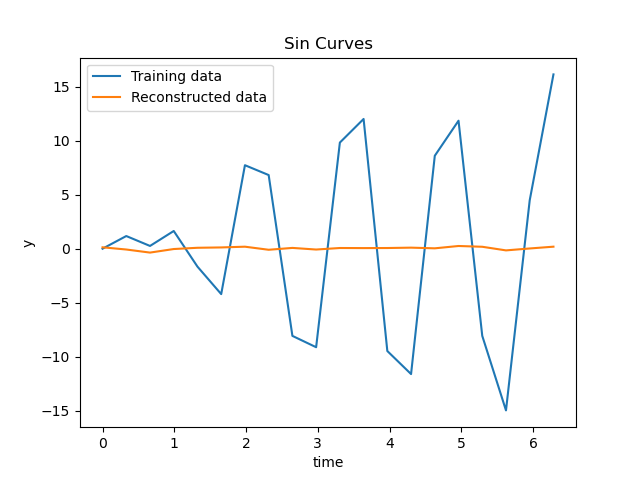 Sin Curves
Training data
Reconstructed data
15
10
5
0
−5
−10
−15
y
0 1 2 3 4 5 6
time